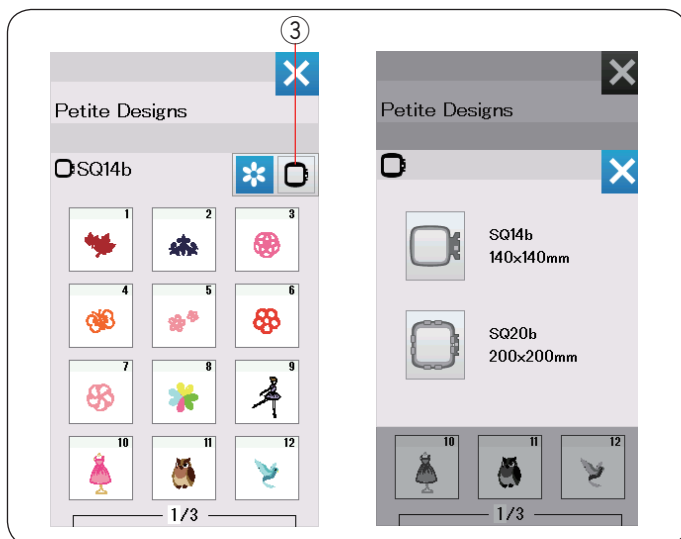 ③
Petite Designs
SQ14b
1 2 3
4 5 6
7 8 9
10 11 12
1/3
Petite Designs
SQ14b
140x140mm
SQ20b
200x200mm
10 11 12
1/3